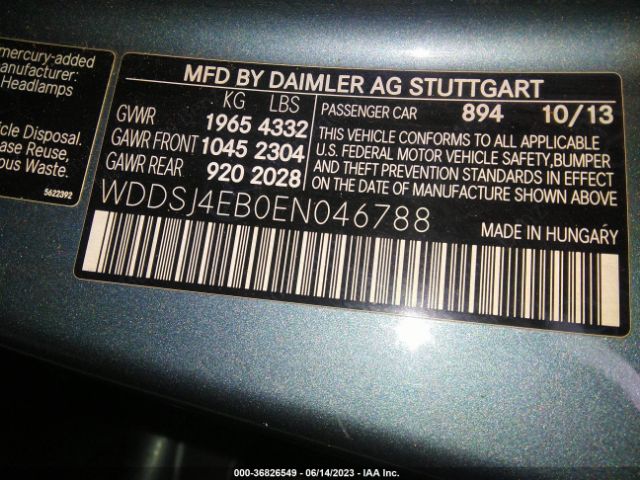 mercury-added
anufacturer:
Headlamps
cle Disposal.
ase Reuse,
ous Waste.
5622392
MFD BY DAIMLER AG STUTTGART
KG LBS
GVWR 1965 4332
GAWR FRONT 1045 2304
GAWR REAR 920 2028
PASSENGER CAR 894 10/13
THIS VEHICLE CONFORMS TO ALL APPLICABLE
U.S. FEDERAL MOTOR VEHICLE SAFETY, BUMPER
AND THEFT PREVENTION STANDARDS IN EFFECT
ON THE DATE OF MANUFACTURE SHOWN ABOVE
WDDSJ4EB0EN046788
MADE IN HUNGARY
000-36826549 - 06/14/2023 - IAA Inc.